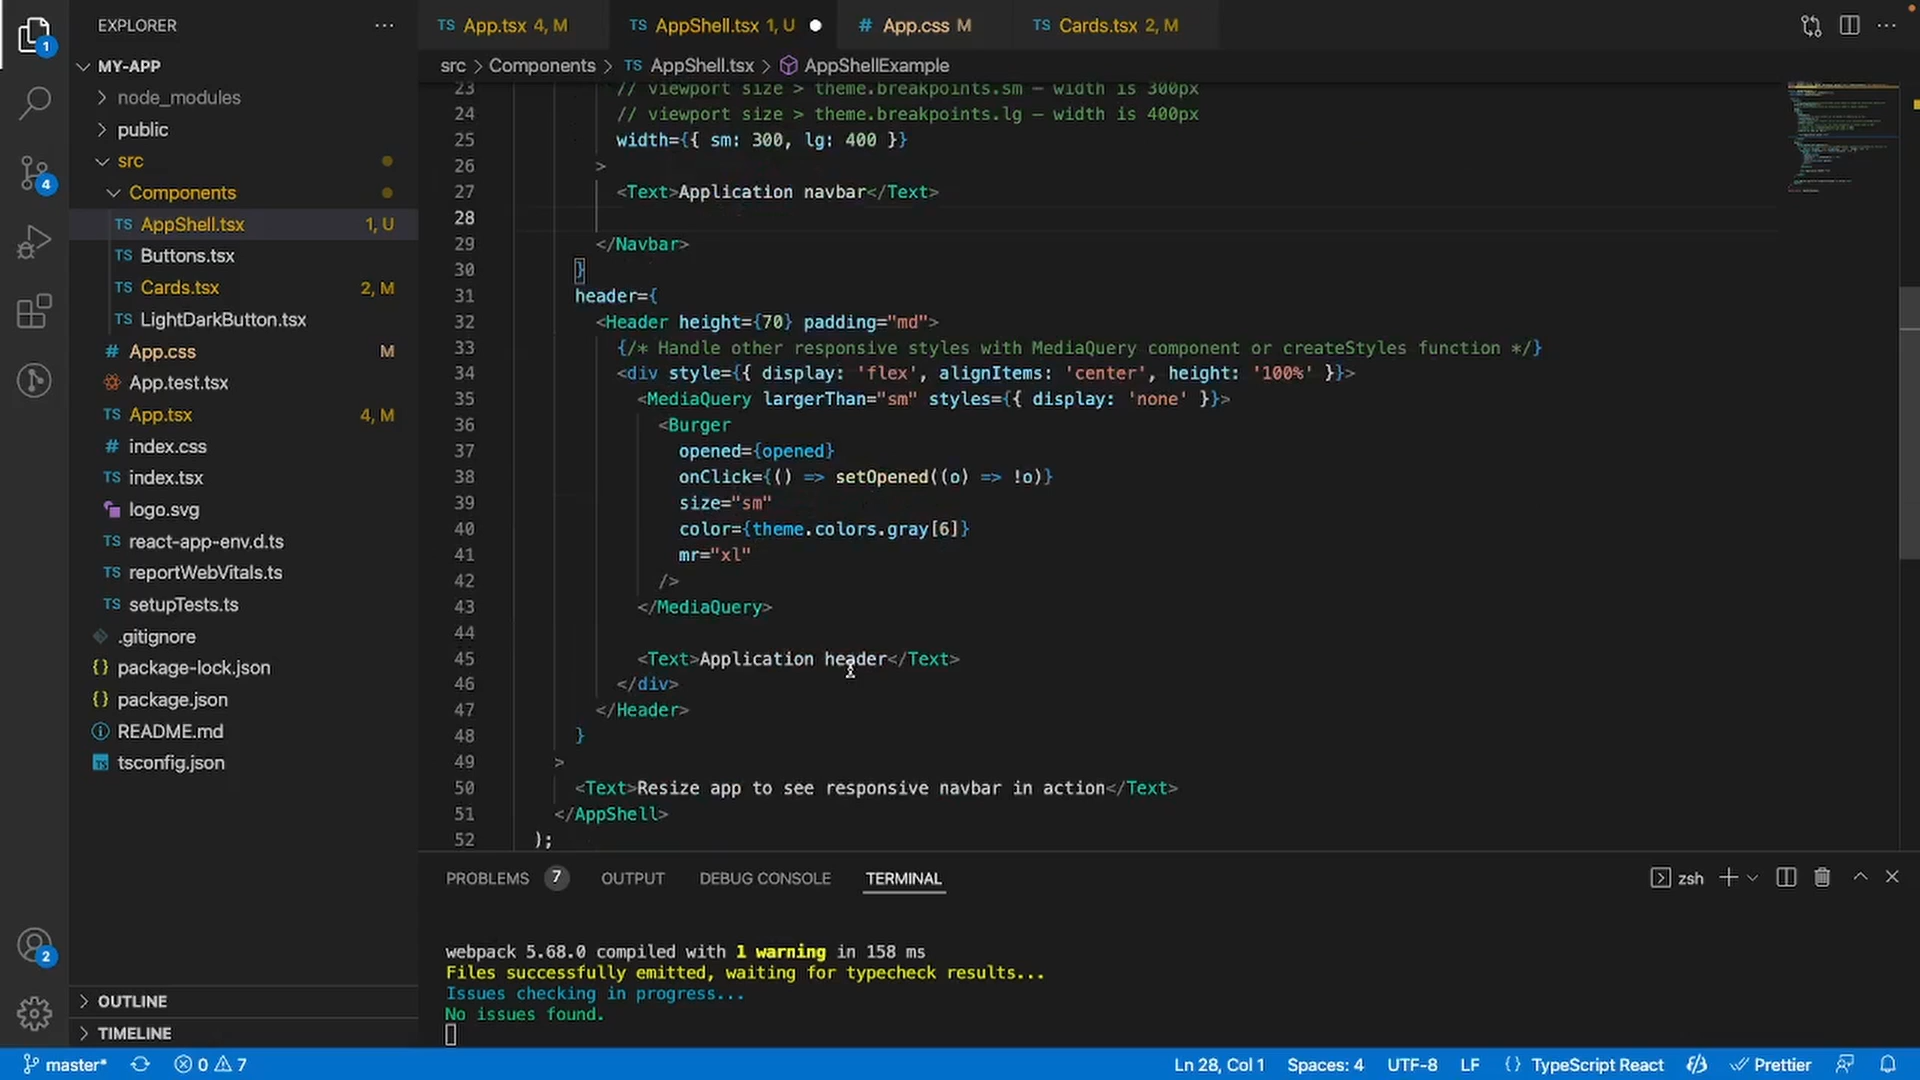 EXPLORER
App.tsx 4, M
AppShell.tsx 1, U
App.css M
Cards.tsx 2, M
src > Components > AppShell.tsx > AppShellExample
1
4
2
MY-APP
node_modules
public
src
Components
AppShell.tsx 1, U
Buttons.tsx
Cards.tsx 2, M
LightDarkButton.tsx
App.css M
App.test.tsx
App.tsx 4, M
index.css
index.tsx
logo.svg
react-app-env.d.ts
reportWebVitals.ts
setupTests.ts
.gitignore
package-lock.json
package.json
README.md
tsconfig.json
OUTLINE
TIMELINE
23 // viewport size > theme.breakpoints.sm – width is 300px
24 // viewport size > theme.breakpoints.lg – width is 400px
25 width={{ sm: 300, lg: 400 }}
26 >
27 <Text>Application navbar</Text>
28
29 </Navbar>
30 }
31 header={
32 <Header height={70} padding="md">
33 {/* Handle other responsive styles with MediaQuery component or createStyles function */}
34 <div style={{ display: 'flex', alignItems: 'center', height: '100%' }}>
35 <MediaQuery largerThan="sm" styles={{ display: 'none' }}>
36 <Burger
37 opened={opened}
38 onClick={() => setOpened((o) => !o)}
39 size="sm"
40 color={theme.colors.gray[6]}
41 mr="xl"
42 />
43 </MediaQuery>
44
45 <Text>Application header</Text>
46 </div>
47 </Header>
48 }
49 >
50 <Text>Resize app to see responsive navbar in action</Text>
51 </AppShell>
52 );
PROBLEMS 7 OUTPUT DEBUG CONSOLE TERMINAL
zsh
webpack 5.68.0 compiled with 1 warning in 158 ms
Files successfully emitted, waiting for typecheck results...
Issues checking in progress...
No issues found.
master* 0 7 Ln 28, Col 1 Spaces: 4 UTF-8 LF {} TypeScript React Prettier